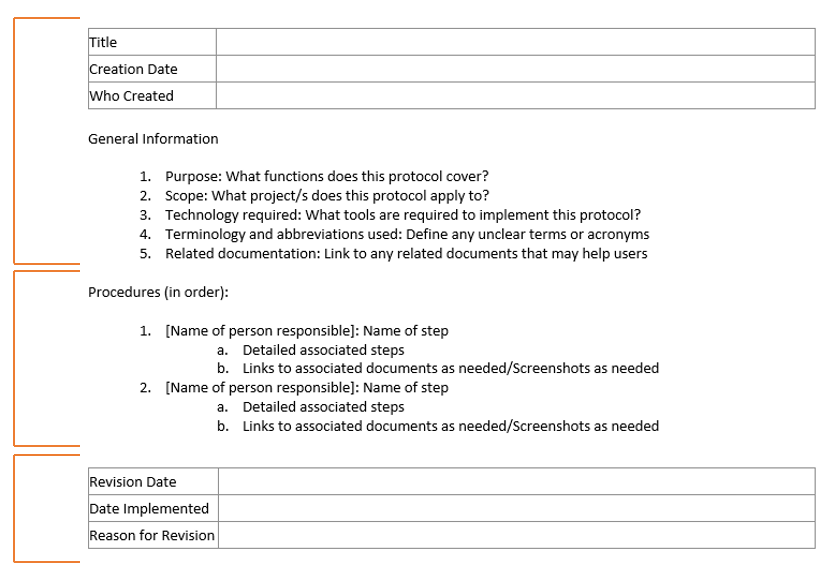 Title
Creation Date
Who Created
General Information
1. Purpose: What functions does this protocol cover?
2. Scope: What project/s does this protocol apply to?
3. Technology required: What tools are required to implement this protocol?
4. Terminology and abbreviations used: Define any unclear terms or acronyms
5. Related documentation: Link to any related documents that may help users
Procedures (in order):
1. [Name of person responsible]: Name of step
a. Detailed associated steps
b. Links to associated documents as needed/Screenshots as needed
2. [Name of person responsible]: Name of step
a. Detailed associated steps
b. Links to associated documents as needed/Screenshots as needed
Revision Date
Date Implemented
Reason for Revision